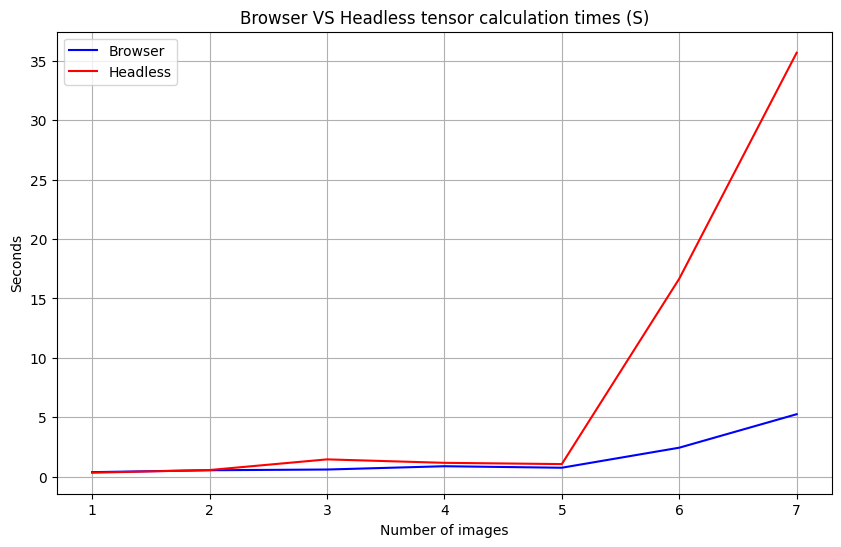 Browser VS Headless tensor calculation times (S)
Browser
Headless
35
30
25
20
15
10
5
0
Seconds
1 2 3 4 5 6 7
Number of images